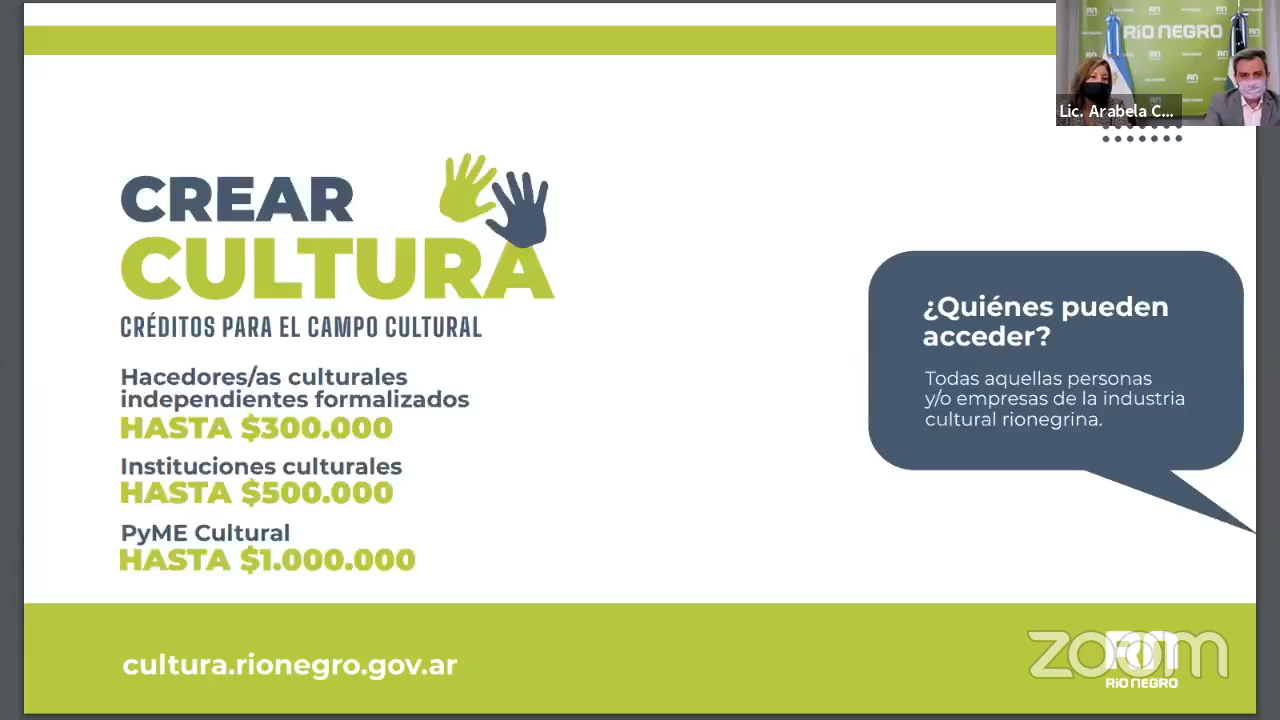 RÍO NEGRO
Lic. Arabela C...
CREAR
CULTURA
CRÉDITOS PARA EL CAMPO CULTURAL
Hacedores/as culturales
independientes formalizados
HASTA $300.000
Instituciones culturales
HASTA $500.000
PyME Cultural
HASTA $1.000.000
¿Quiénes pueden
acceder?
Todas aquellas personas
y/o empresas de la industria
cultural rionegrina.
cultura.rionegro.gov.ar
zoom
RÍO NEGRO